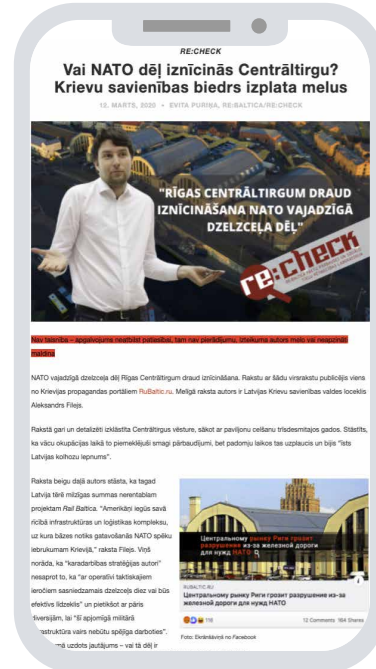 RE:CHECK
Vai NATO dēļ iznīcinās Centrāltirgu?
Krievu savienības biedrs izplata melus
12. MARTS, 2020 • EVITA PURIŅA, RE:BALTICA/RE:CHECK
"RĪGAS CENTRĀLTIRGUM DRAUD
IZNĪCINĀŠANA NATO VAJADZĪGĀ
DZELZCEĻA DĒĻ"
re:check
Nav taisnība – apgalvojums neatbilst patiesībai, tam nav pierādījumu. Izteikuma autors melo vai neapzināti
maldina
NATO vajadzīgā dzelzceļa dēļ Rīgas Centrāltirgum draud iznīcināšana. Rakstu ar šādu virsrakstu publicējis viens
no Krievijas propagandas portāliem RuBaltic.ru. Melīgā raksta autors ir Latvijas Krievu savienības valdes loceklis
Aleksandrs Filejs.
Rakstā gari un detalizēti izklāstīta Centrāltirgus vēsture, sākot ar paviljonu celšanu trīsdesmitajos gados. Stāstīts,
ka vācu okupācijas laikā to piemeklējuši smagi pārbaudījumi, bet padomju laikos tas uzplaucis un bijis "īsts
Latvijas kolhozu lepnums".
Raksta beigu daļā autors stāsta, ka tagad
Latvija tērē milzīgas summas nerentablam
projektam Rail Baltica. "Amerikāņi iegūs savā
rīcībā infrastruktūras un loģistikas kompleksu,
uz kura bāzes notiks gatavošanās NATO spēku
iebrukumam Krievijā," raksta Filejs. Viņš
norāda, ka "karadarbības stratēģijas autori"
nesaprot to, ka "ar operatīvi taktiskajiem
ieročiem sasniedzamais dzelzceļš diez vai būs
efektīvs līdzeklis" un pietikšot ar pāris
diversijām, lai "šī apjomīgā militārā
infrastruktūra vairs nebūtu spējīga darboties".
uzdots jautājums – vai tā dēļ ir
Центральному рынку Риги грозит
разрушение из-за железной дороги
для нужд НАТО
RUBALTIC.RU
Центральному рынку Риги грозит разрушение из-за
железной дороги для нужд НАТО
118
12 Comments 164 Shares
Foto: Ekrānšāviņš no Facebook